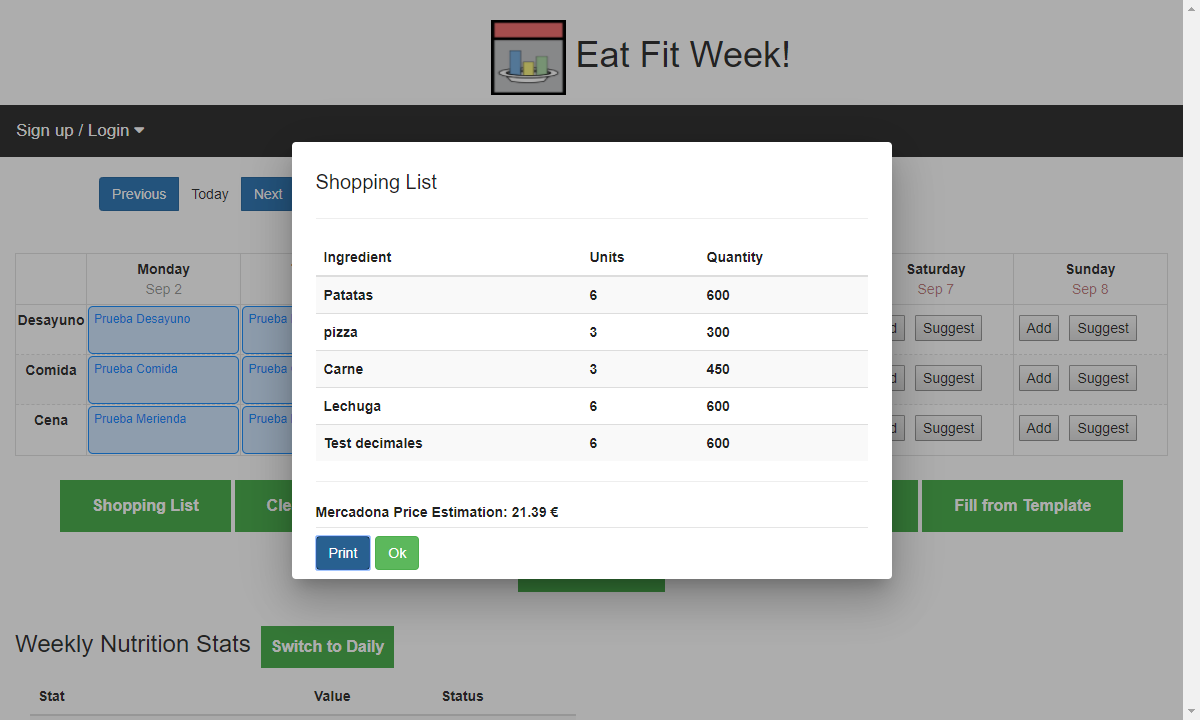 Eat Fit Week!
Sign up / Login
Previous Today Next
Shopping List
Ingredient Units Quantity
Patatas 6 600
pizza 3 300
Carne 3 450
Lechuga 6 600
Test decimales 6 600
Mercadona Price Estimation: 21.39 €
Print Ok
Monday Saturday Sunday
Sep 2 Sep 7 Sep 8
Desayuno Prueba Desayuno Prueba Suggest Add Suggest
Comida Prueba Comida Prueba Suggest Add Suggest
Cena Prueba Merienda Prueba Suggest Add Suggest
Shopping List Cle Fill from Template
Weekly Nutrition Stats Switch to Daily
Stat Value Status